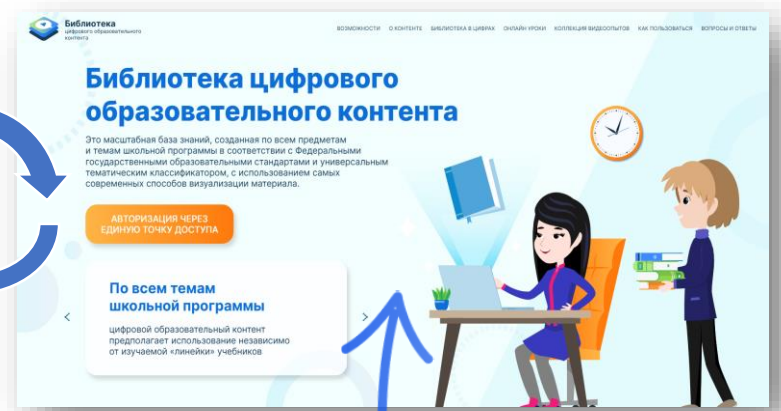 Библиотека
цифрового образовательного
контента
ВОЗМОЖНОСТИ О КОНТЕНТЕ БИБЛИОТЕКА В ЦИФРАХ ОНЛАЙН-УРОКИ КОЛЛЕКЦИЯ ВИДЕООПЫТОВ КАК ПОЛЬЗОВАТЬСЯ ВОПРОСЫ И ОТВЕТЫ
Библиотека цифрового
образовательного контента
Это масштабная база знаний, созданная по всем предметам
и темам школьной программы в соответствии с Федеральными
государственными образовательными стандартами и универсальным
тематическим классификатором, с использованием самых
современных способов визуализации материала.
АВТОРИЗАЦИЯ ЧЕРЕЗ
ЕДИНУЮ ТОЧКУ ДОСТУПА
По всем темам
школьной программы
цифровой образовательный контент
предполагает использование независимо
от изучаемой «линейки» учебников